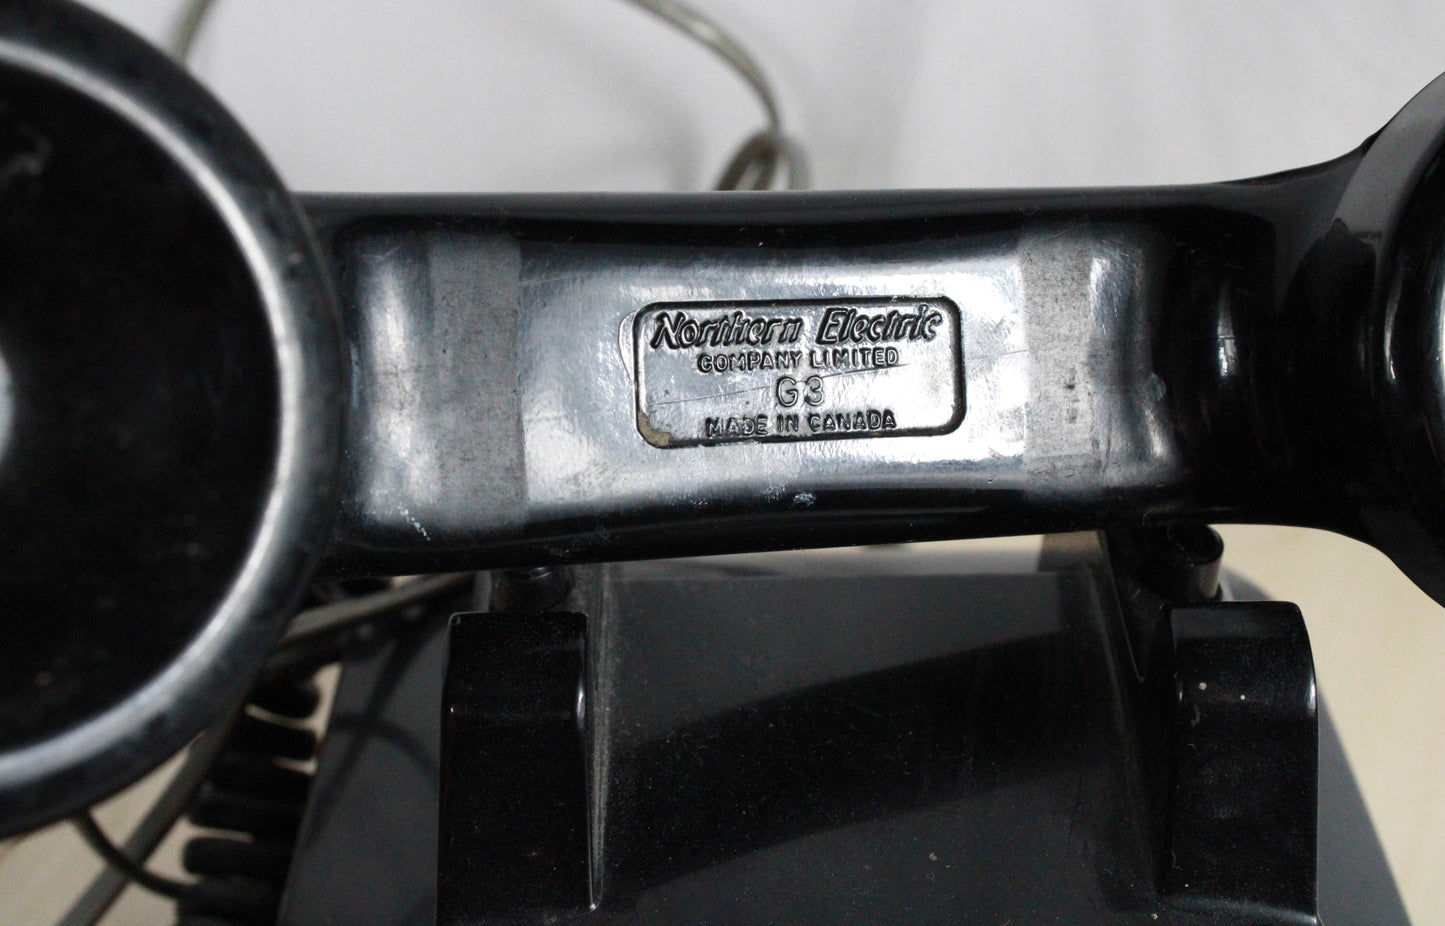 Northern Electric
COMPANY LIMITED
G3
MADE IN CANADA